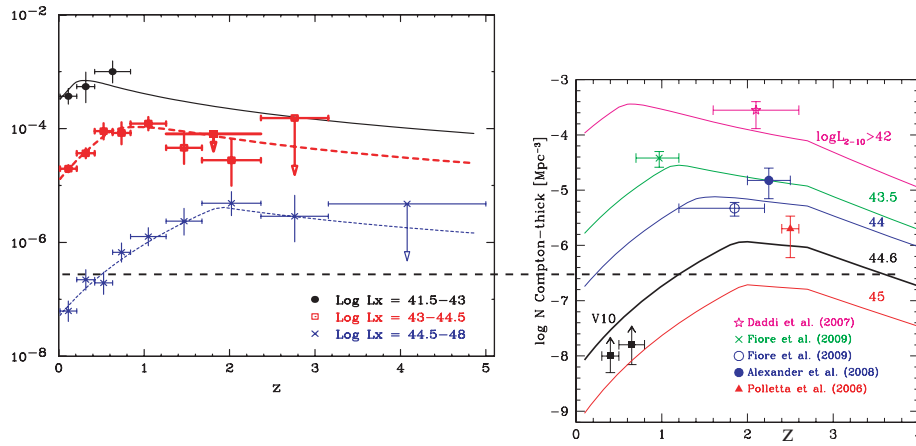 10⁻²
10⁻⁴
10⁻⁶
10⁻⁸
0 1 2 3 4 5
z
Log Lx = 41.5–43
Log Lx = 43–44.5
Log Lx = 44.5–48
log N Compton-thick [Mpc⁻³]
-3
-4
-5
-6
-7
-8
-9
logL₂₋₁₀>42
43.5
44
44.6
45
V10
Daddi et al. (2007)
Fiore et al. (2009)
Fiore et al. (2009)
Alexander et al. (2008)
Polletta et al. (2006)
0 1 2 3
Z